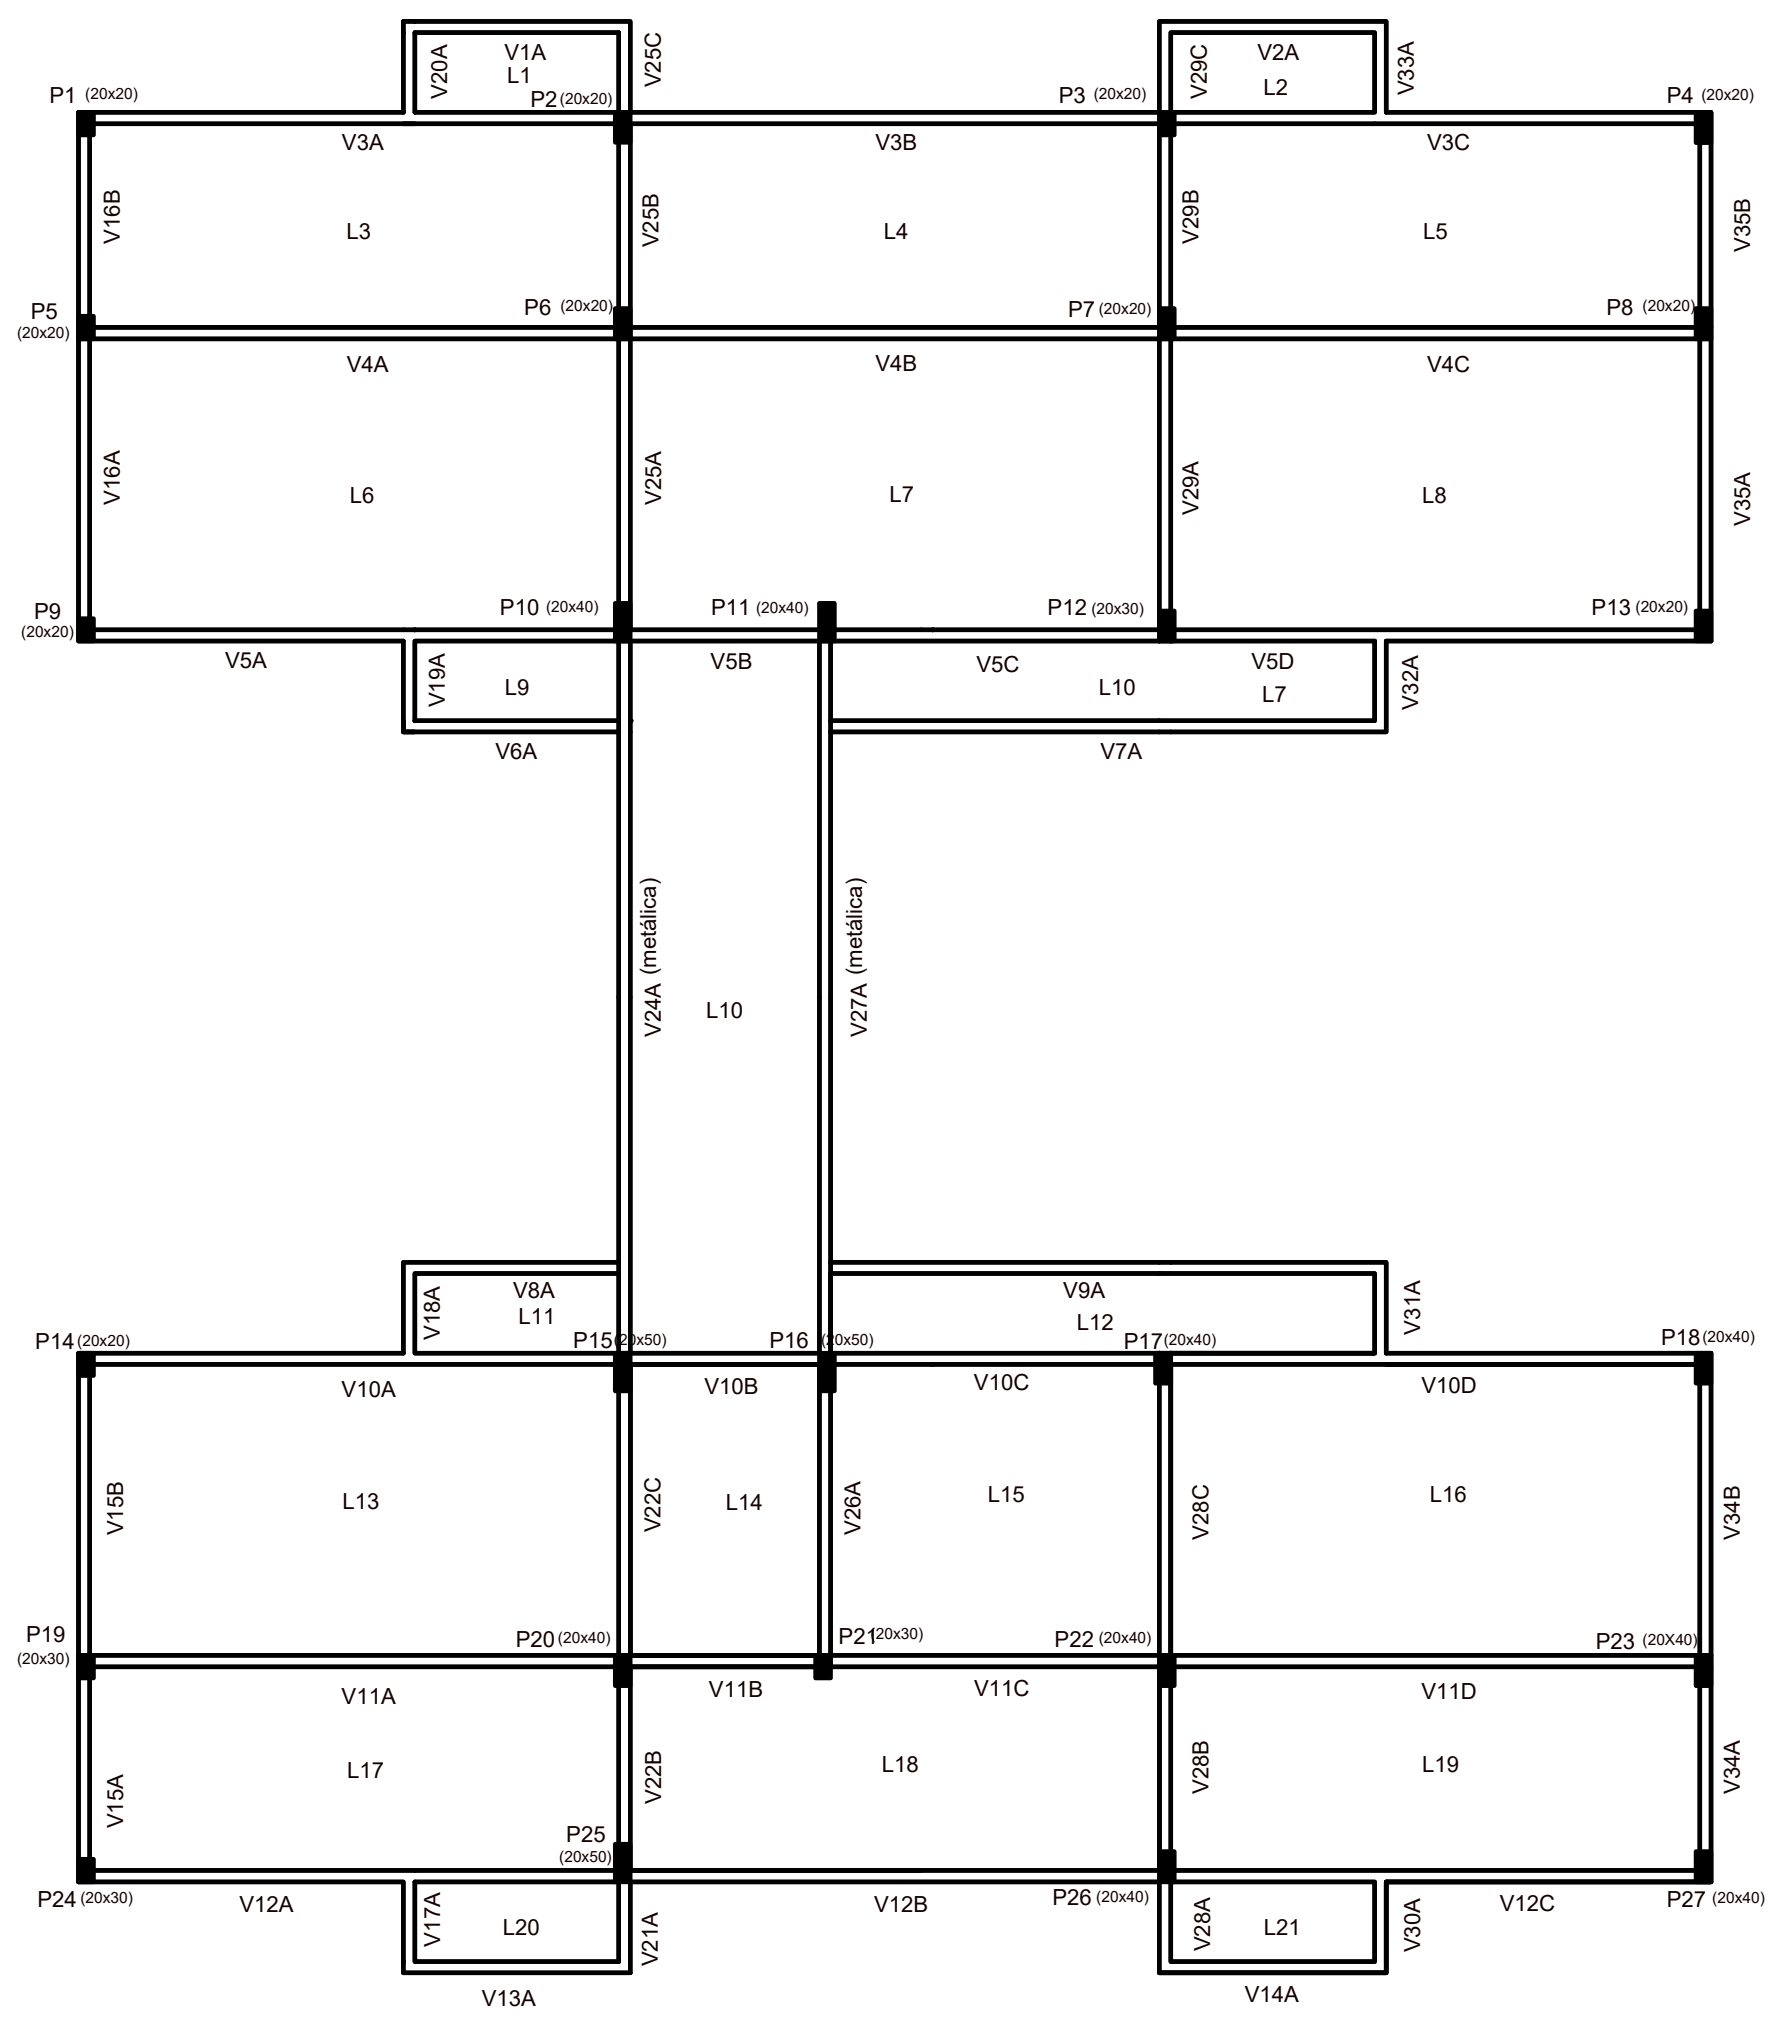 V20A
V1A
L1
V25C
V29C
V2A
L2
V33A
P1 (20x20)
P2 (20x20)
P3 (20x20)
P4 (20x20)
V3A
V3B
V3C
V16B
L3
V25B
L4
V29B
L5
V35B
P5
(20x20)
P6 (20x20)
P7 (20x20)
P8 (20x20)
V4A
V4B
V4C
V16A
L6
V25A
L7
V29A
L8
V35A
P9
(20x20)
P10 (20x40)
P11 (20x40)
P12 (20x30)
P13 (20x20)
V5A
V19A
L9
V5B
V5C
L10
V5D
L7
V32A
V6A
V7A
V24A (metálica)
V27A (metálica)
L10
V18A
V8A
L11
V9A
L12
V31A
P14 (20x20)
P15 (20x50)
P16 (20x50)
P17 (20x40)
P18 (20x40)
V10A
V10B
V10C
V10D
V15B
L13
V22C
L14
V26A
L15
V28C
L16
V34B
P19
(20x30)
P20 (20x40)
P21 (20x30)
P22 (20x40)
P23 (20X40)
V11A
V11B
V11C
V11D
V15A
L17
V22B
L18
V28B
L19
V34A
P25
(20x50)
P24 (20x30)
V12A
V17A
L20
V21A
V12B
P26 (20x40)
V28A
L21
V30A
V12C
P27 (20x40)
V13A
V14A